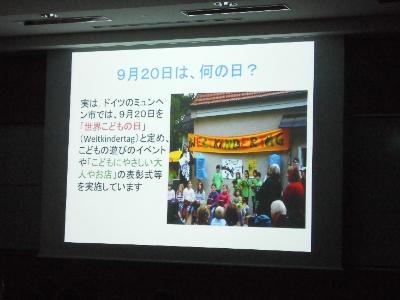 9月20日は、何の日?
実は、ドイツのミュンヘ
ン市では、9月20日を
「世界こどもの日」
(Weltkindertag)と定め、
こどもの遊びのイベント
や「こどもにやさしい大
人やお店」の表彰式等
を実施しています
WELTKINDERTAG